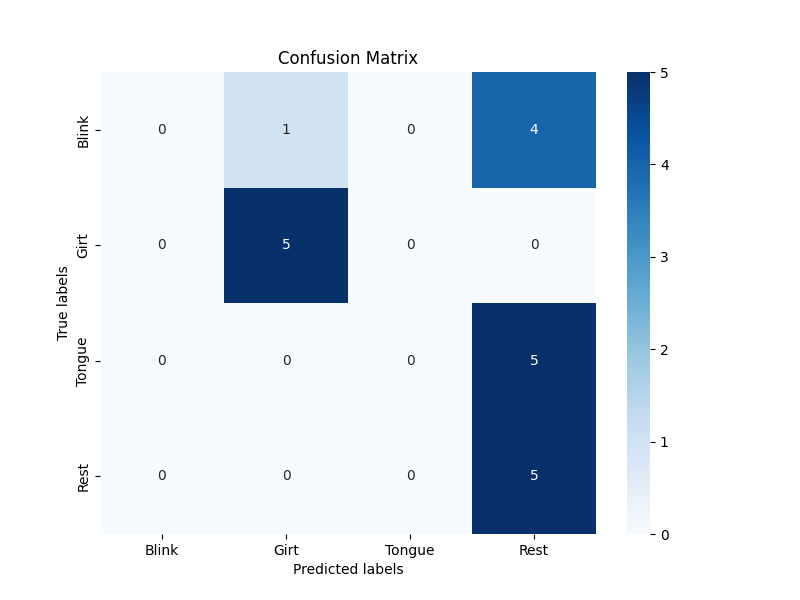 Confusion Matrix
True labels
Blink 0 1 0 4
Girt 0 5 0 0
Tongue 0 0 0 5
Rest 0 0 0 5
Blink Girt Tongue Rest
Predicted labels
5
4
3
2
1
0